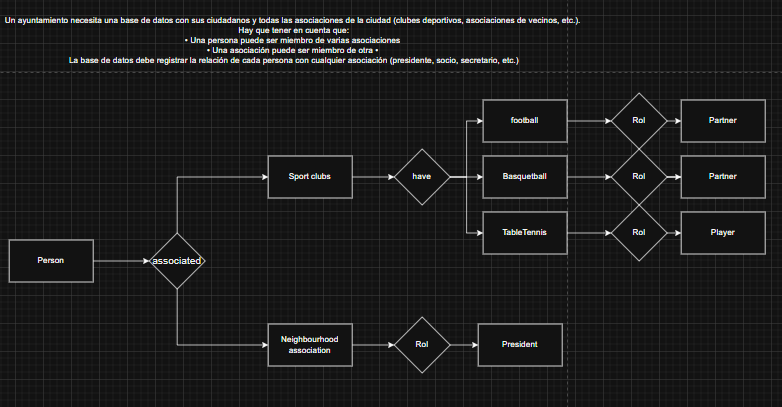 Un ayuntamiento necesita una base de datos con sus ciudadanos y todas las asociaciones de la ciudad (clubes deportivos, asociaciones de vecinos, etc.).
Hay que tener en cuenta que:
• Una persona puede ser miembro de varias asociaciones
• Una asociación puede ser miembro de otra •
La base de datos debe registrar la relación de cada persona con cualquier asociación (presidente, socio, secretario, etc.)
football
Rol
Partner
Sport clubs
have
Basquetball
Rol
Partner
TableTennis
Rol
Player
Person
associated
Neighbourhood
association
Rol
President